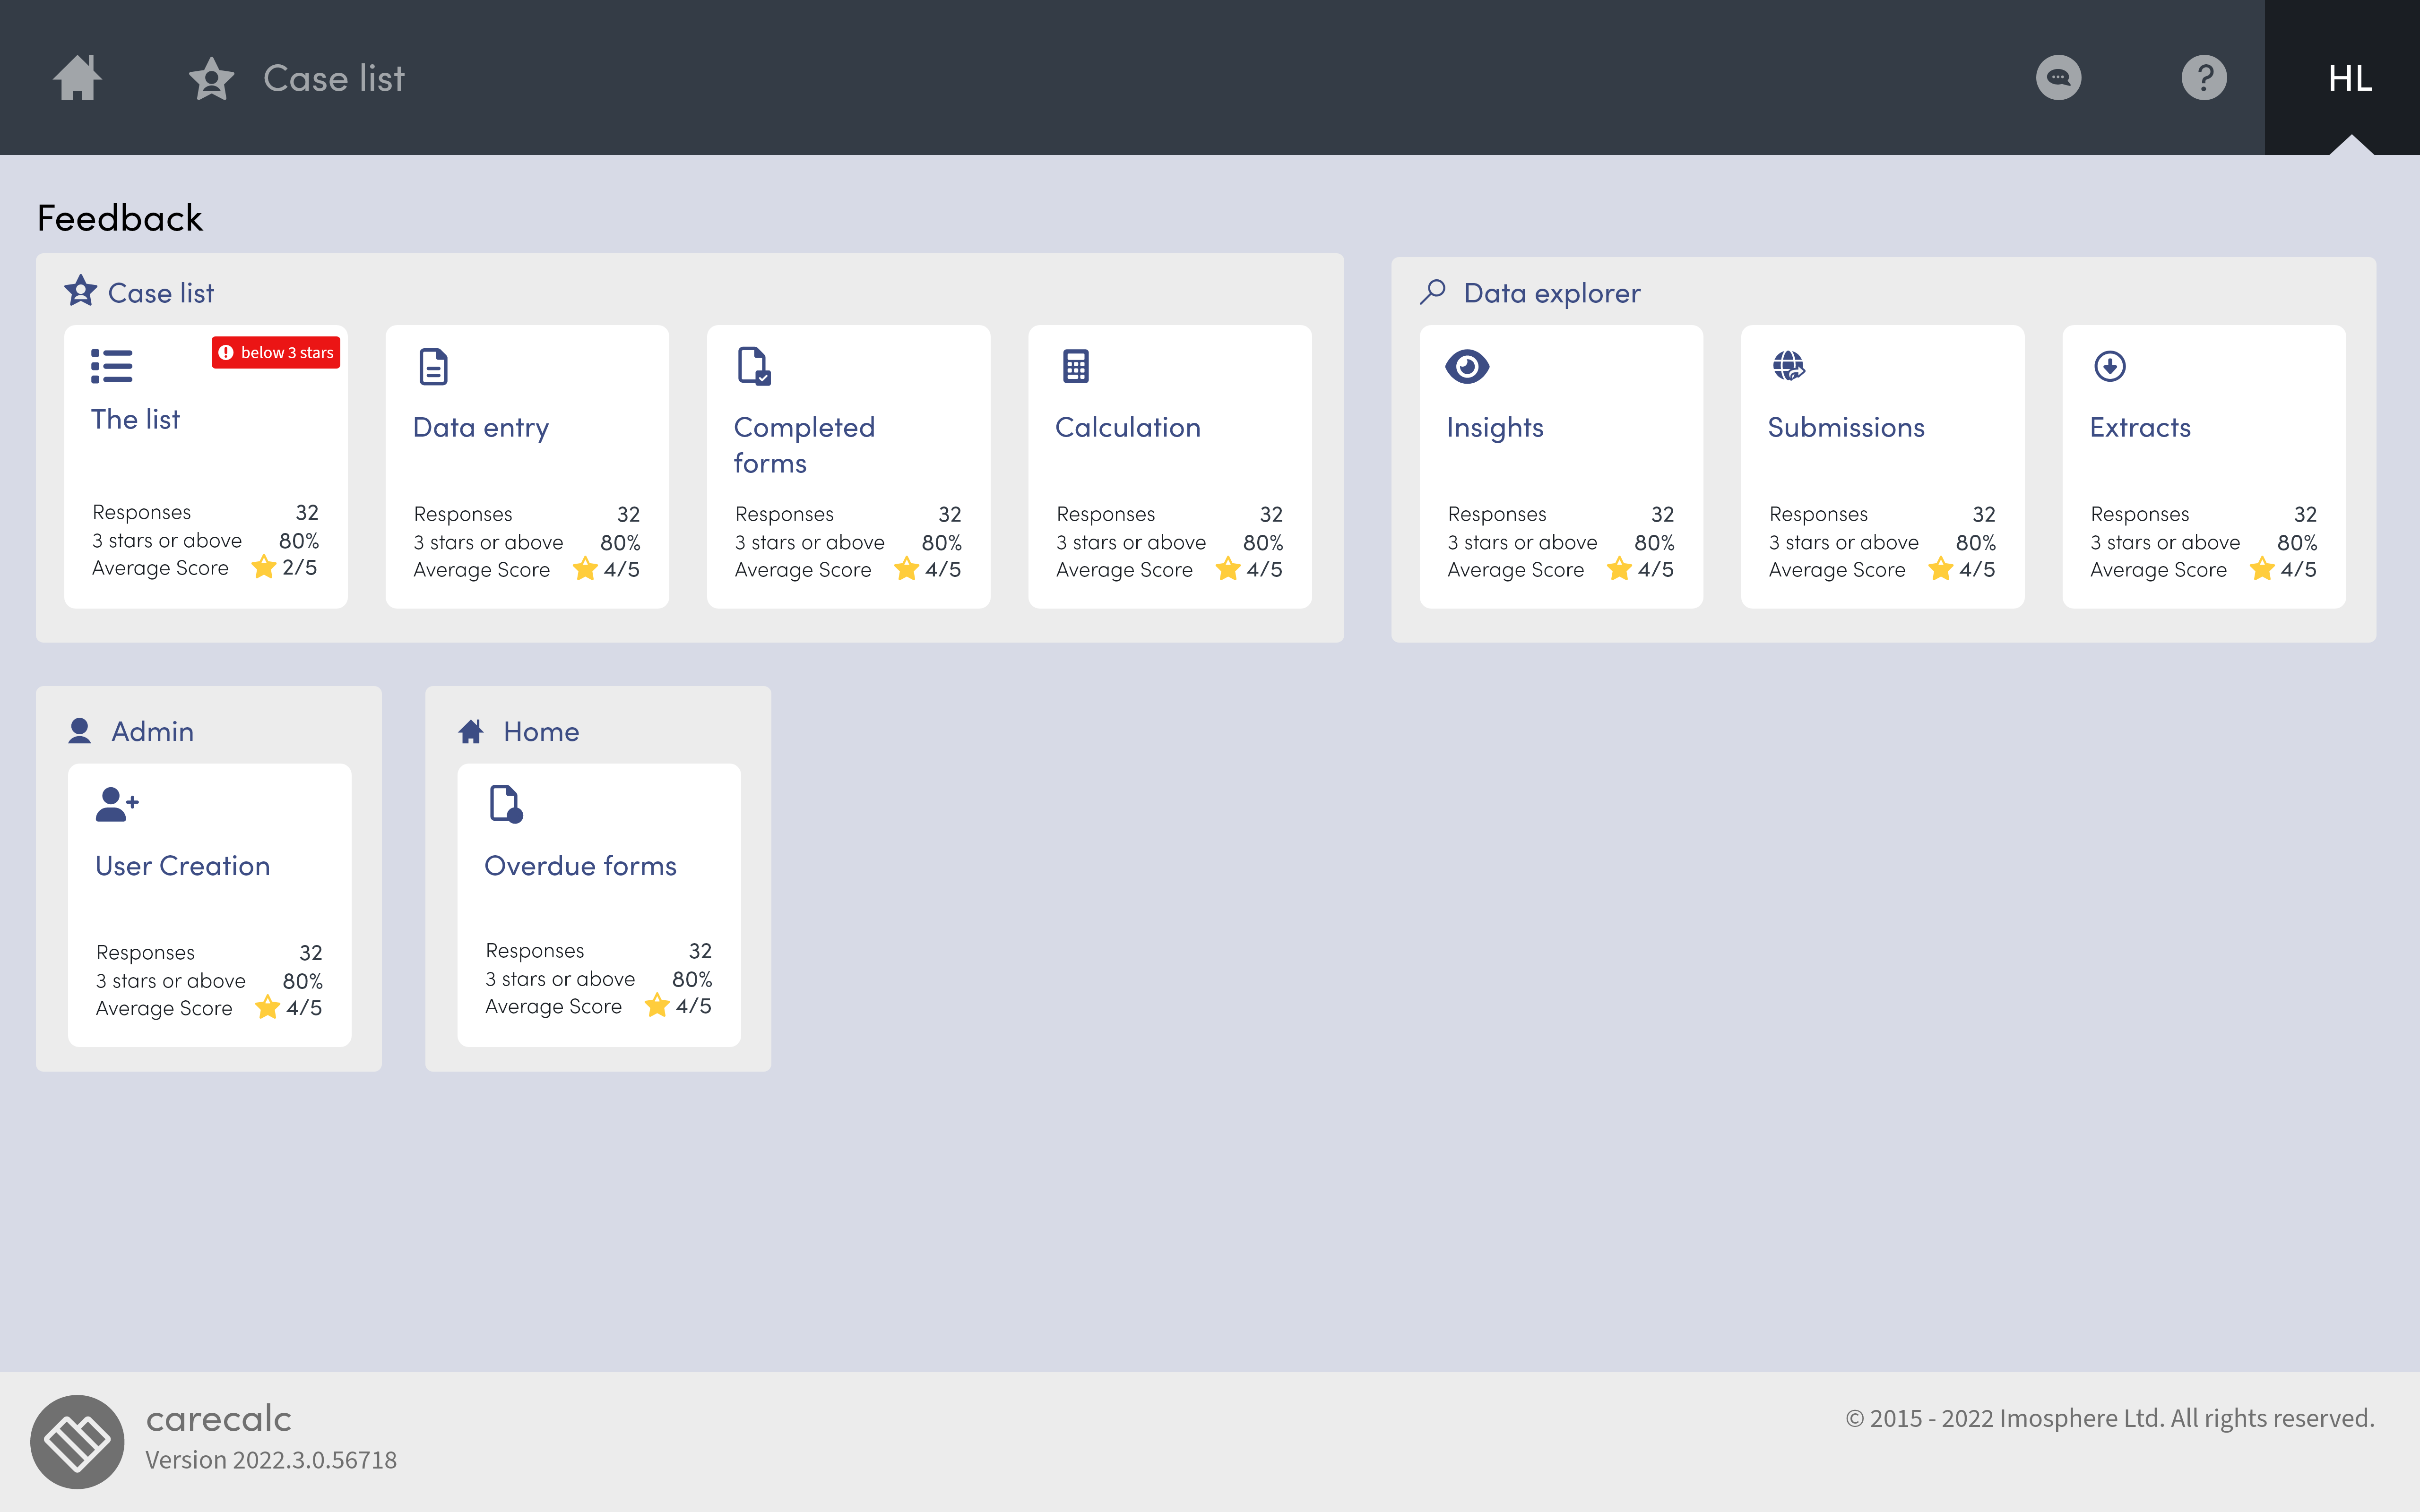 Case list
?
HL
Feedback
Case list
below 3 stars
The list
Responses 32
3 stars or above 80%
Average Score 2/5
Data entry
Responses 32
3 stars or above 80%
Average Score 4/5
Completed
forms
Responses 32
3 stars or above 80%
Average Score 4/5
Calculation
Responses 32
3 stars or above 80%
Average Score 4/5
Data explorer
Insights
Responses 32
3 stars or above 80%
Average Score 4/5
Submissions
Responses 32
3 stars or above 80%
Average Score 4/5
Extracts
Responses 32
3 stars or above 80%
Average Score 4/5
Admin
User Creation
Responses 32
3 stars or above 80%
Average Score 4/5
Home
Overdue forms
Responses 32
3 stars or above 80%
Average Score 4/5
carecalc
Version 2022.3.0.56718
© 2015 - 2022 Imosphere Ltd. All rights reserved.